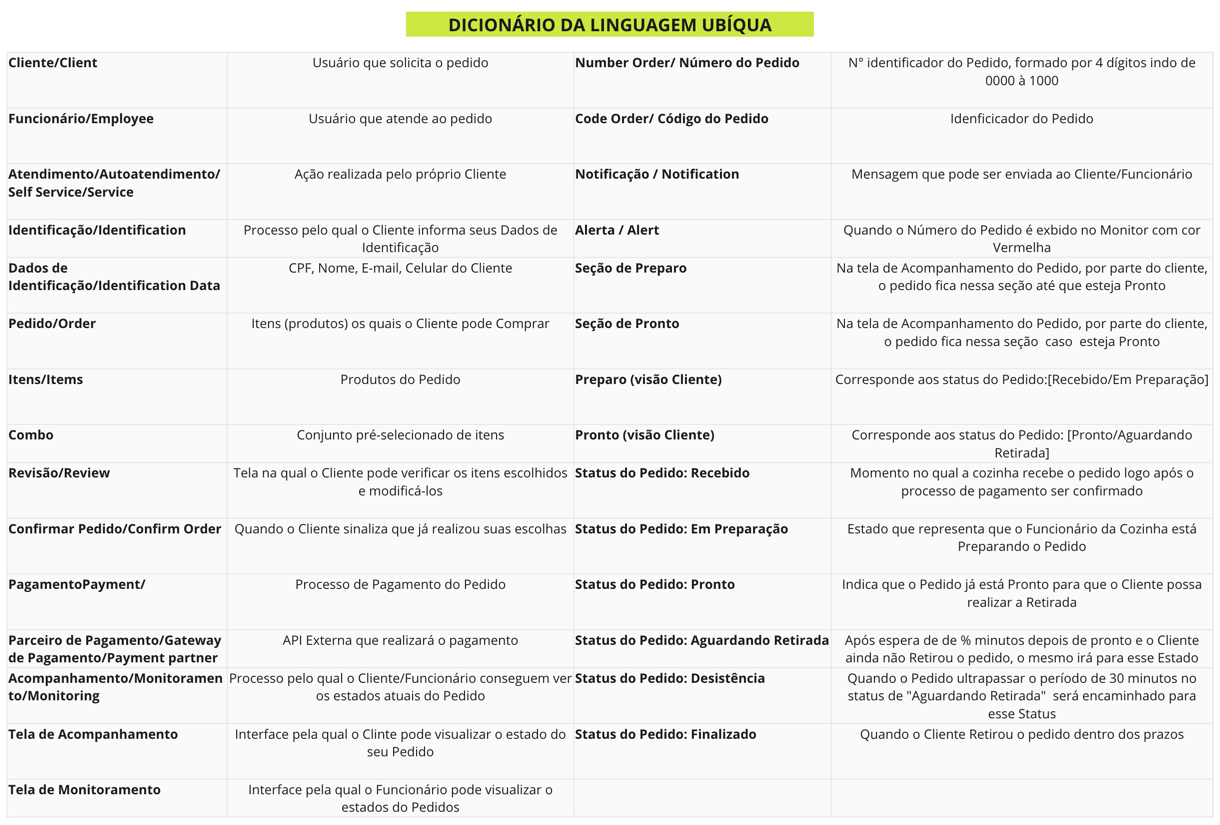 DICIONÁRIO DA LINGUAGEM UBÍQUA
Cliente/Client
Usuário que solicita o pedido
Number Order/ Número do Pedido
N° identificador do Pedido, formado por 4 dígitos indo de
0000 à 1000
Funcionário/Employee
Usuário que atende ao pedido
Code Order/ Código do Pedido
Idenficicador do Pedido
Atendimento/Autoatendimento/
Self Service/Service
Ação realizada pelo próprio Cliente
Notificação / Notification
Mensagem que pode ser enviada ao Cliente/Funcionário
Identificação/Identification
Processo pelo qual o Cliente informa seus Dados de
Identificação
Alerta / Alert
Quando o Número do Pedido é exbido no Monitor com cor
Vermelha
Dados de
Identificação/Identification Data
CPF, Nome, E-mail, Celular do Cliente
Seção de Preparo
Na tela de Acompanhamento do Pedido, por parte do cliente,
o pedido fica nessa seção até que esteja Pronto
Pedido/Order
Itens (produtos) os quais o Cliente pode Comprar
Seção de Pronto
Na tela de Acompanhamento do Pedido, por parte do cliente,
o pedido fica nessa seção  caso  esteja Pronto
Itens/Items
Produtos do Pedido
Preparo (visão Cliente)
Corresponde aos status do Pedido:[Recebido/Em Preparação]
Combo
Conjunto pré-selecionado de itens
Pronto (visão Cliente)
Corresponde aos status do Pedido: [Pronto/Aguardando
Retirada]
Revisão/Review
Tela na qual o Cliente pode verificar os itens escolhidos
e modificá-los
Status do Pedido: Recebido
Momento no qual a cozinha recebe o pedido logo após o
processo de pagamento ser confirmado
Confirmar Pedido/Confirm Order
Quando o Cliente sinaliza que já realizou suas escolhas
Status do Pedido: Em Preparação
Estado que representa que o Funcionário da Cozinha está
Preparando o Pedido
PagamentoPayment/
Processo de Pagamento do Pedido
Status do Pedido: Pronto
Indica que o Pedido já está Pronto para que o Cliente possa
realizar a Retirada
Parceiro de Pagamento/Gateway
de Pagamento/Payment partner
API Externa que realizará o pagamento
Status do Pedido: Aguardando Retirada
Após espera de de % minutos depois de pronto e o Cliente
ainda não Retirou o pedido, o mesmo irá para esse Estado
Acompanhamento/Monitoramen
to/Monitoring
Processo pelo qual o Cliente/Funcionário conseguem ver
os estados atuais do Pedido
Status do Pedido: Desistência
Quando o Pedido ultrapassar o período de 30 minutos no
status de "Aguardando Retirada"  será encaminhado para
esse Status
Tela de Acompanhamento
Interface pela qual o Clinte pode visualizar o estado do
seu Pedido
Status do Pedido: Finalizado
Quando o Cliente Retirou o pedido dentro dos prazos
Tela de Monitoramento
Interface pela qual o Funcionário pode visualizar o
estados do Pedidos